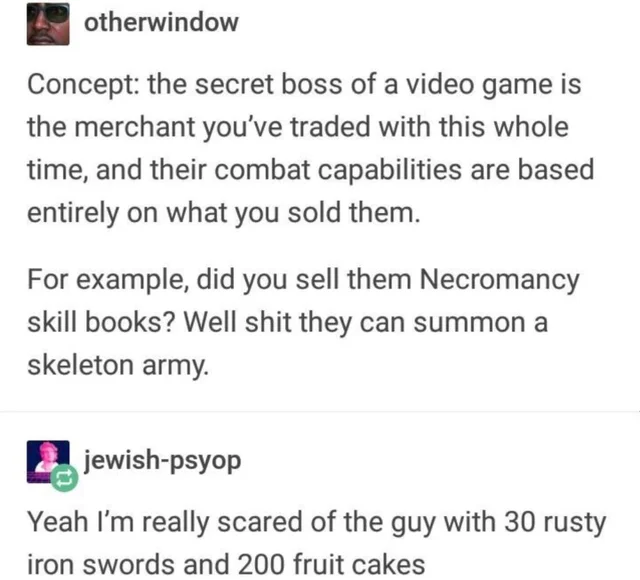 otherwindow
Concept: the secret boss of a video game is
the merchant you've traded with this whole
time, and their combat capabilities are based
entirely on what you sold them.
For example, did you sell them Necromancy
skill books? Well shit they can summon a
skeleton army.
jewish-psyop
Yeah I'm really scared of the guy with 30 rusty
iron swords and 200 fruit cakes